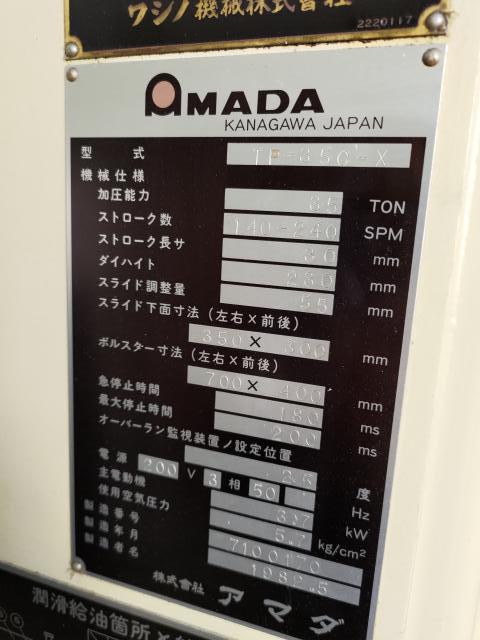 ワシノ機械株式会社
2220117
AMADA
KANAGAWA JAPAN
型式 TP-35C-X
機械仕様
加圧能力 35 TON
ストローク数 140-240 SPM
ストローク長サ 30 mm
ダイハイト 230 mm
スライド調整量 55 mm
スライド下面寸法(左右×前後)
350 × 300 mm
ボルスター寸法(左右×前後)
700 × 400 mm
急停止時間 180 ms
最大停止時間 200 ms
オーバーラン監視装置ノ設定位置
25 度
電源 200 V 3 相 50 Hz
主電動機 3.7 kW
使用空気圧力 5.  kg/cm²
製造番号 7100170
製造年月 1982.5
製造者名 株式会社 アマダ
潤滑給油箇所